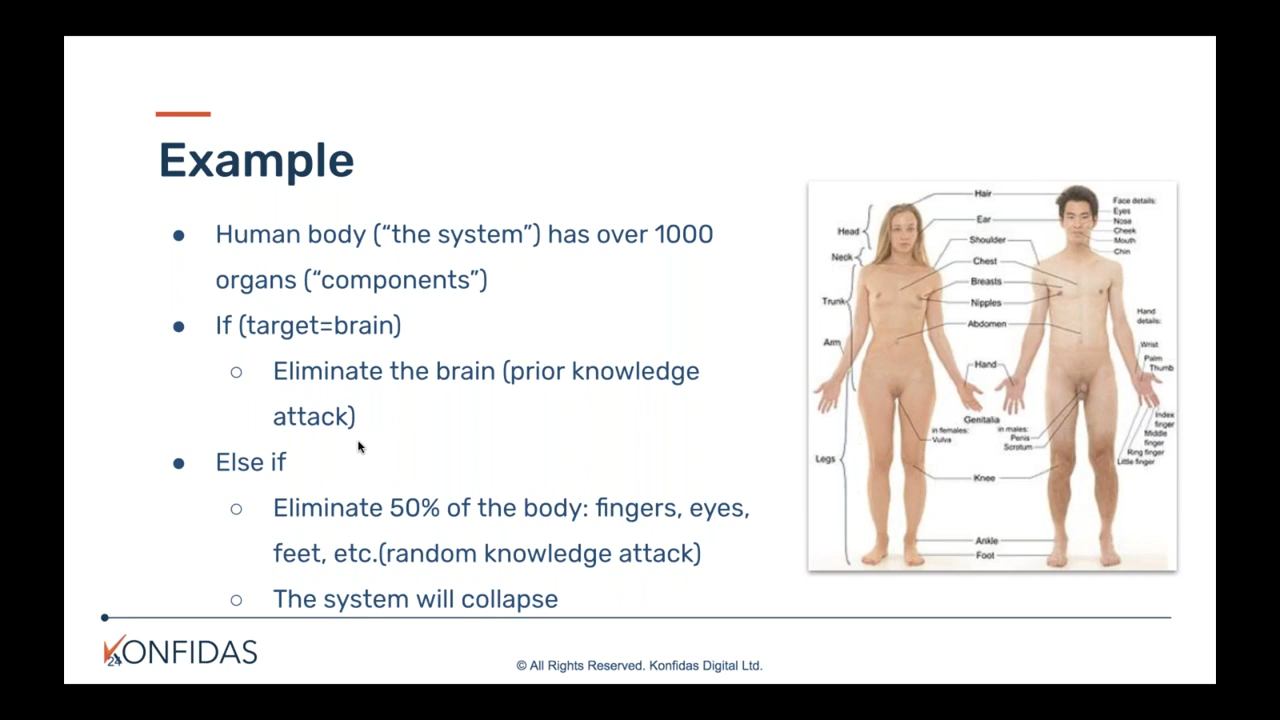 Example
● Human body (“the system”) has over 1000
organs (“components”)
● If (target=brain)
○ Eliminate the brain (prior knowledge
attack)
● Else if
○ Eliminate 50% of the body: fingers, eyes,
feet, etc.(random knowledge attack)
○ The system will collapse
Hair
Ear
Head
Shoulder
Neck
Chest
Breasts
Trunk
Nipples
Abdomen
Arm
Hand
Genitalia
in females:
Vulva
in males:
Penis
Scrotum
Legs
Knee
Ankle
Foot
Face details:
Eyes
Nose
Cheek
Mouth
Chin
Hand
details:
Wrist
Palm
Thumb
Index
finger
Middle
finger
Ring finger
Little finger
KONFIDAS
24
© All Rights Reserved. Konfidas Digital Ltd.